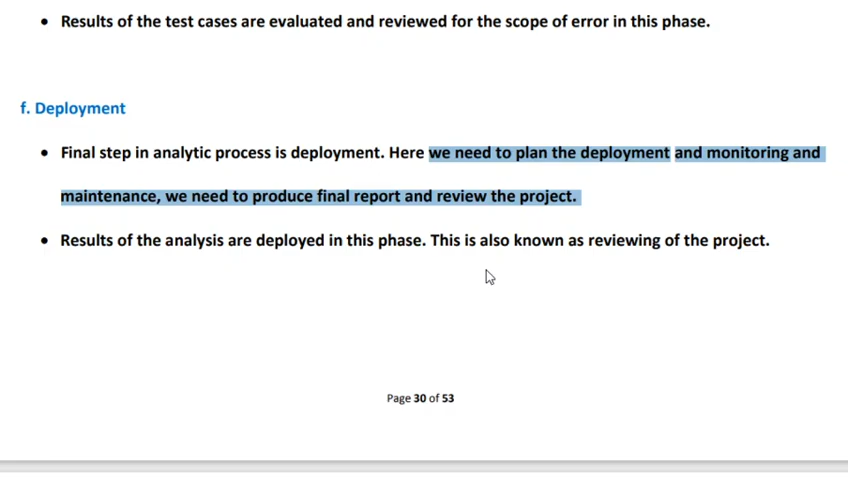 • Results of the test cases are evaluated and reviewed for the scope of error in this phase.
f. Deployment
• Final step in analytic process is deployment. Here we need to plan the deployment and monitoring and
maintenance, we need to produce final report and review the project.
• Results of the analysis are deployed in this phase. This is also known as reviewing of the project.
Page 30 of 53